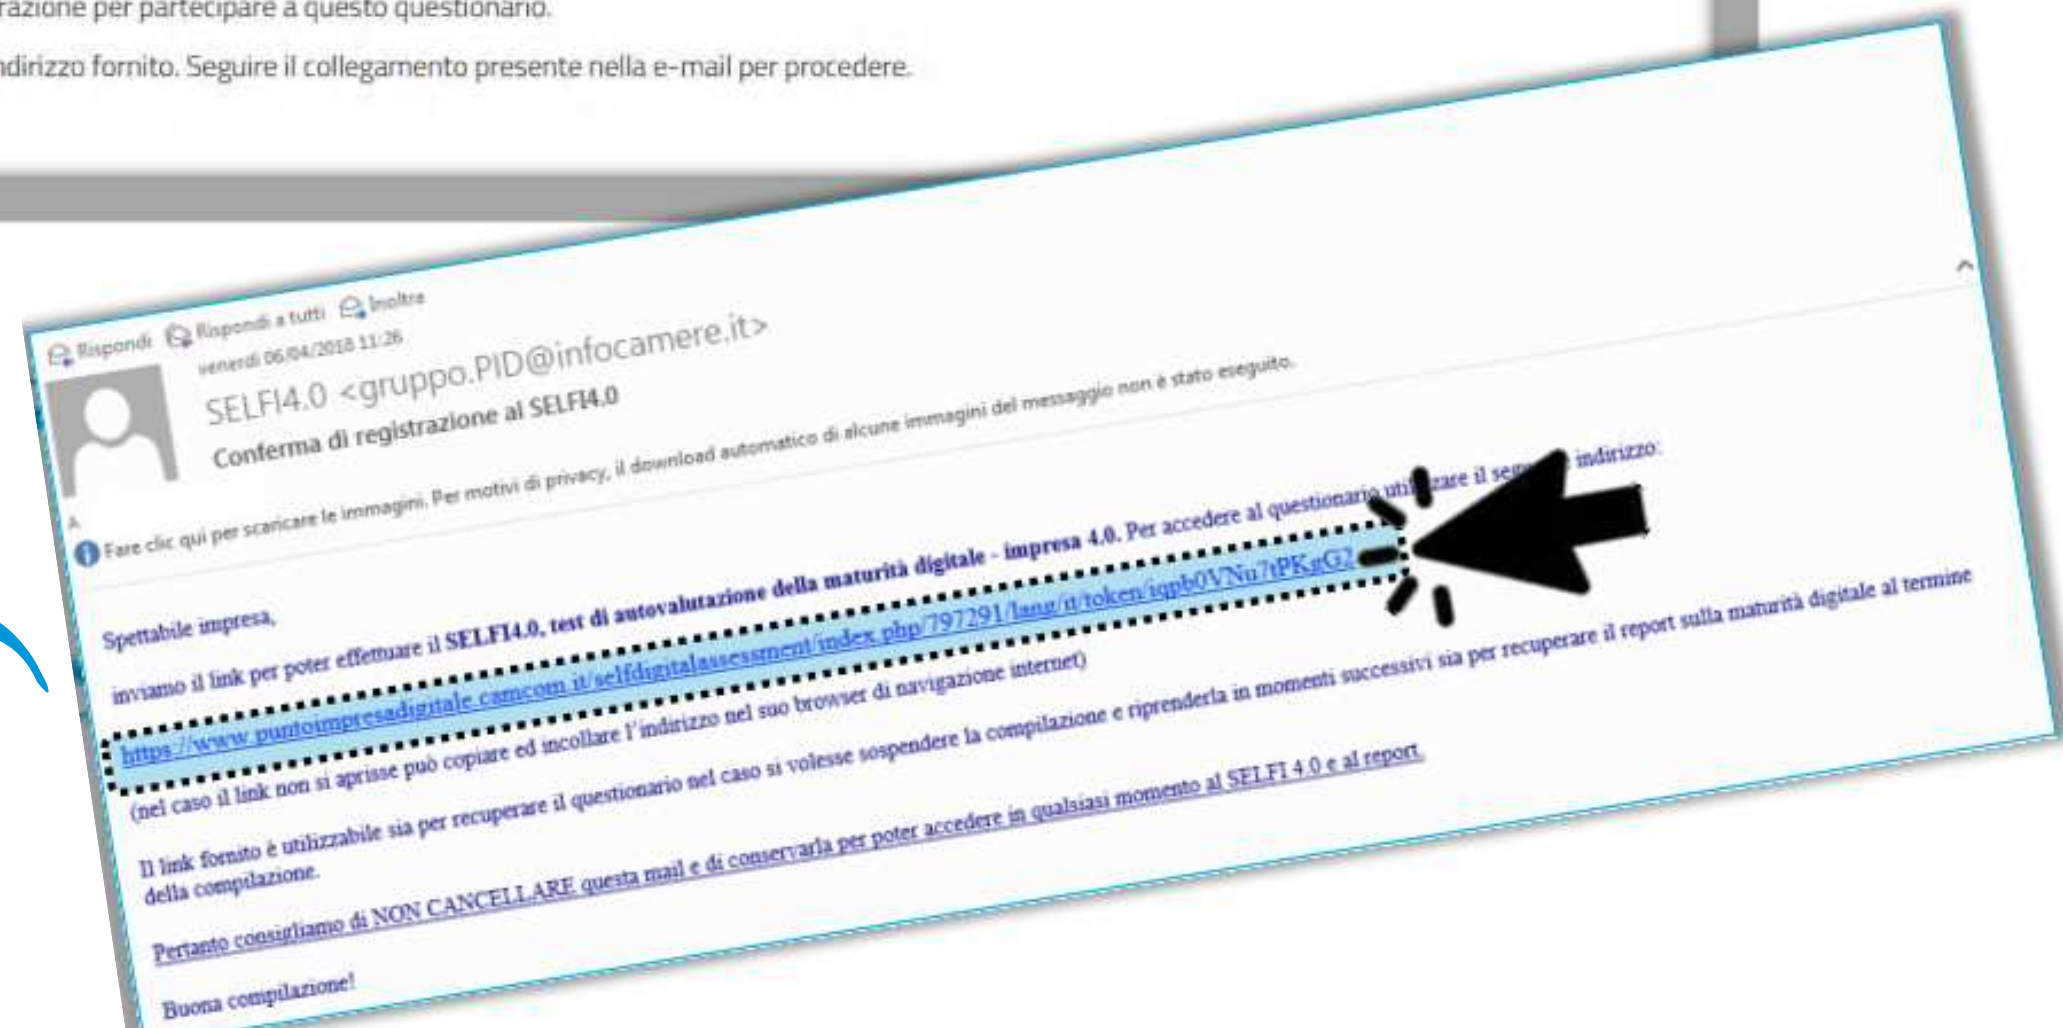 razione per partecipare a questo questionario.
ndirizzo fornito. Seguire il collegamento presente nella e-mail per procedere.
Rispondi Rispondi a tutti Inoltra
venerdì 06/04/2018 11:26
SELFI4.0 <gruppo.PID@infocamere.it>
Conferma di registrazione al SELFI4.0
A
Fare clic qui per scaricare le immagini. Per motivi di privacy, il download automatico di alcune immagini del messaggio non è stato eseguito.
Spettabile impresa,
inviamo il link per poter effettuare il SELFI4.0, test di autovalutazione della maturità digitale - impresa 4.0. Per accedere al questionario utilizzare il indirizzo:
https://www.puntoimpresadigitale.camcom.it/selfdigitalassessment/index.php/797291/lang/it/token/iqpb0VNu7tPKgG2
(nel caso il link non si aprisse può copiare ed incollare l'indirizzo nel suo browser di navigazione internet)
Il link fornito è utilizzabile sia per recuperare il questionario nel caso si volesse sospendere la compilazione e riprenderla in momenti successivi sia per recuperare il report sulla maturità digitale al termine
della compilazione.
Pertanto consigliamo di NON CANCELLARE questa mail e di conservarla per poter accedere in qualsiasi momento al SELFI 4.0 e al report.
Buona compilazione!